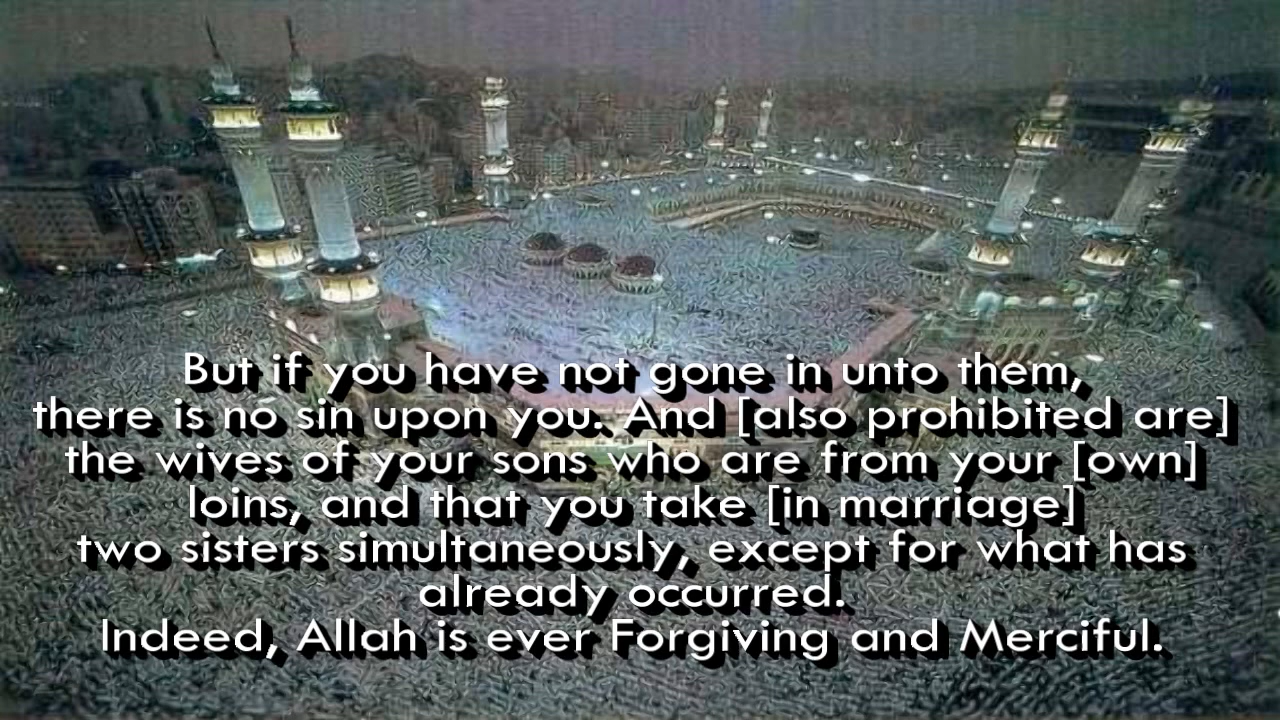 But if you have not gone in unto them,
there is no sin upon you. And [also prohibited are]
the wives of your sons who are from your [own]
loins, and that you take [in marriage]
two sisters simultaneously, except for what has
already occurred.
Indeed, Allah is ever Forgiving and Merciful.